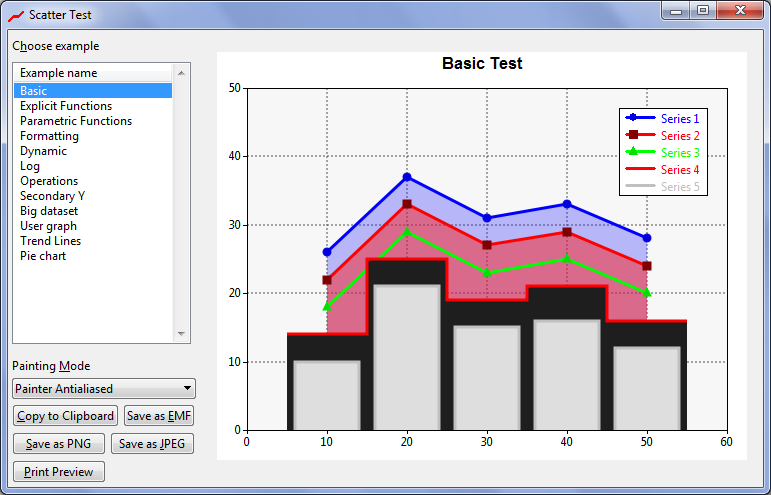 Scatter Test
Choose example
Example name
Basic
Explicit Functions
Parametric Functions
Formatting
Dynamic
Log
Operations
Secondary Y
Big dataset
User graph
Trend Lines
Pie chart
Painting Mode
Painter Antialiased
Copy to Clipboard
Save as EMF
Save as PNG
Save as JPEG
Print Preview
Basic Test
50
40
30
20
10
0
0
10
20
30
40
50
60
Series 1
Series 2
Series 3
Series 4
Series 5